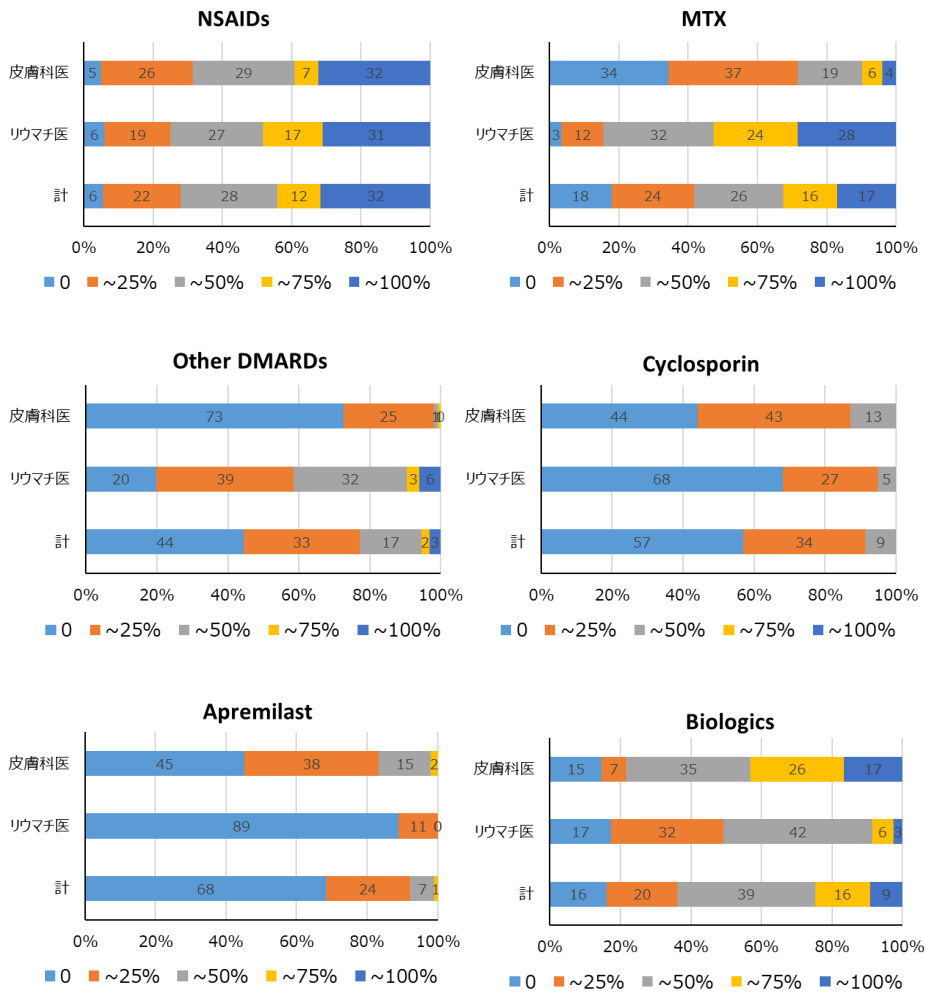 NSAIDs
皮膚科医 5 26 29 7 32
リウマチ医 6 19 27 17 31
計 6 22 28 12 32
0% 20% 40% 60% 80% 100%
0 ~25% ~50% ~75% ~100%
MTX
皮膚科医 34 37 19 6 4
リウマチ医 3 12 32 24 28
計 18 24 26 16 17
0% 20% 40% 60% 80% 100%
0 ~25% ~50% ~75% ~100%
Other DMARDs
皮膚科医 73 25 1 0
リウマチ医 20 39 32 3 6
計 44 33 17 2 3
0% 20% 40% 60% 80% 100%
0 ~25% ~50% ~75% ~100%
Cyclosporin
皮膚科医 44 43 13
リウマチ医 68 27 5
計 57 34 9
0% 20% 40% 60% 80% 100%
0 ~25% ~50% ~75% ~100%
Apremilast
皮膚科医 45 38 15 2
リウマチ医 89 11 0
計 68 24 7 1
0% 20% 40% 60% 80% 100%
0 ~25% ~50% ~75% ~100%
Biologics
皮膚科医 15 7 35 26 17
リウマチ医 17 32 42 6 3
計 16 20 39 16 9
0% 20% 40% 60% 80% 100%
0 ~25% ~50% ~75% ~100%